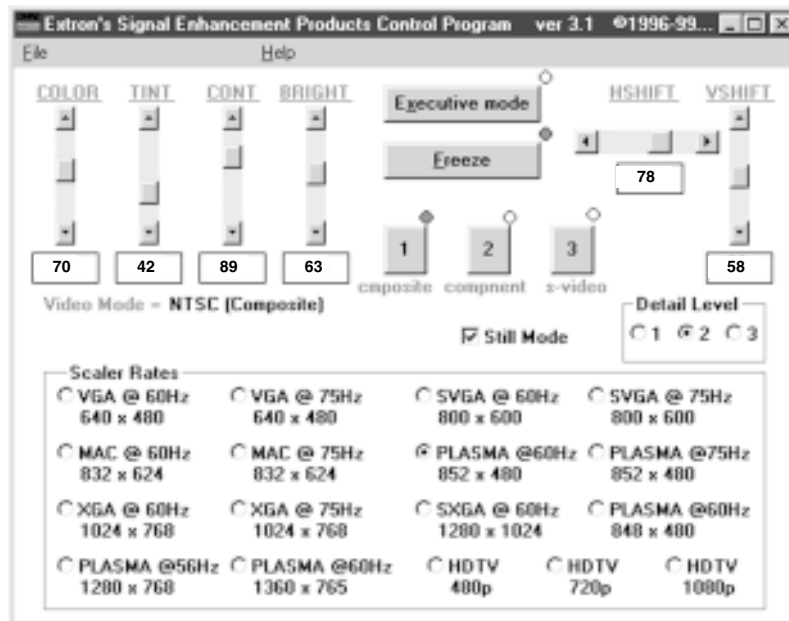 Extron's Signal Enhancement Products Control Program ver 3.1 ©1996-99...
File Help
COLOR TINT CONT BRIGHT
Executive mode
HSHIFT VSHIFT
Freeze
78
1 2 3
70 42 89 63
58
cmposite compnent s-video
Video Mode = NTSC (Composite)
Detail Level
1 2 3
Still Mode
Scaler Rates
VGA @ 60Hz VGA @ 75Hz SVGA @ 60Hz SVGA @ 75Hz
640 x 480 640 x 480 800 x 600 800 x 600
MAC @ 60Hz MAC @ 75Hz PLASMA @60Hz PLASMA @75Hz
832 x 624 832 x 624 852 x 480 852 x 480
XGA @ 60Hz XGA @ 75Hz SXGA @ 60Hz PLASMA @60Hz
1024 x 768 1024 x 768 1280 x 1024 848 x 480
PLASMA @56Hz PLASMA @60Hz HDTV HDTV HDTV
1280 x 768 1360 x 765 480p 720p 1080p